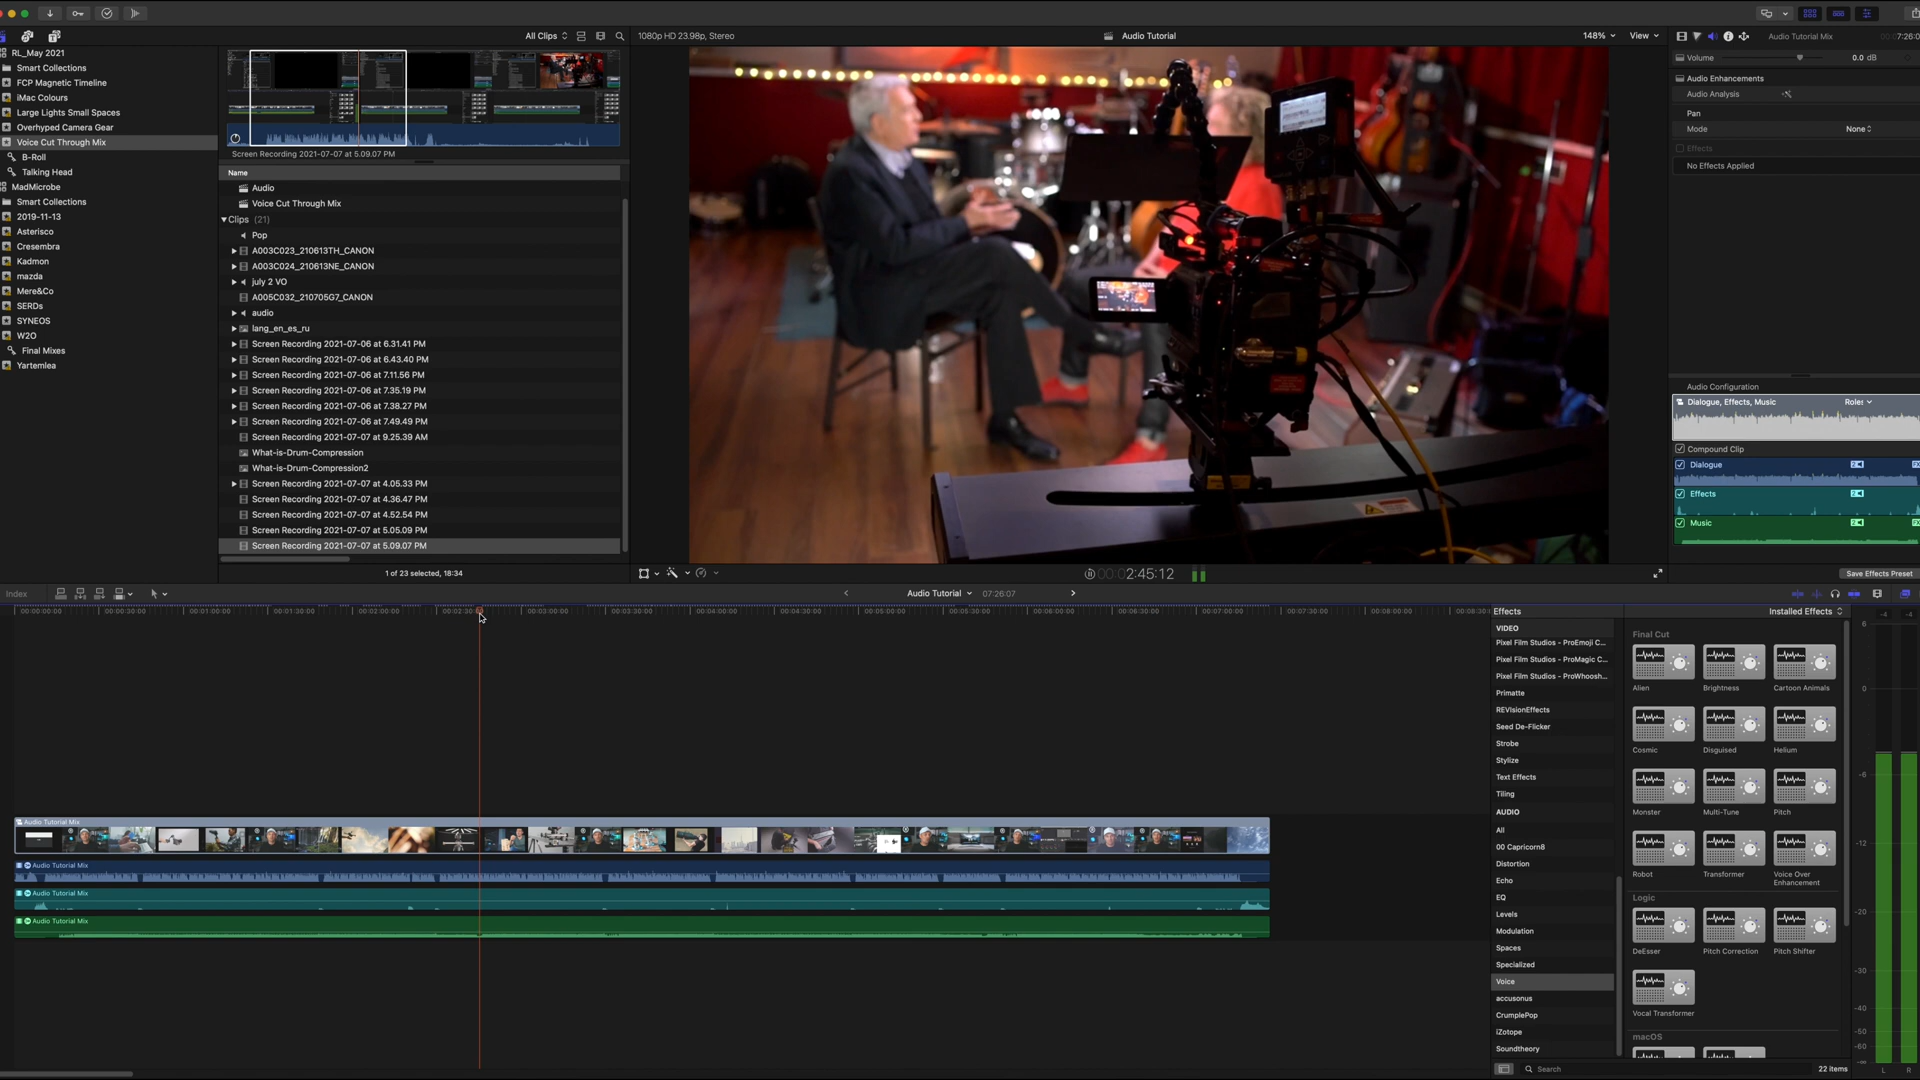 All Clips
1080p HD 23.98p, Stereo
Audio Tutorial
148%
View
Audio Tutorial Mix
7:26:0
RL_May 2021
Smart Collections
FCP Magnetic Timeline
iMac Colours
Large Lights Small Spaces
Overhyped Camera Gear
Voice Cut Through Mix
B-Roll
Talking Head
MadMicrobe
Smart Collections
2019-11-13
Asterisco
Cresembra
Kadmon
mazda
Mere&Co
SERDs
SYNEOS
W2O
Final Mixes
Yartemlea
Screen Recording 2021-07-07 at 5.09.07 PM
Name
Audio
Voice Cut Through Mix
Clips (21)
Pop
A003C023_210613TH_CANON
A003C024_210613NE_CANON
july 2 VO
A005C032_210705G7_CANON
audio
lang_en_es_ru
Screen Recording 2021-07-06 at 6.31.41 PM
Screen Recording 2021-07-06 at 6.43.40 PM
Screen Recording 2021-07-06 at 7.11.56 PM
Screen Recording 2021-07-06 at 7.35.19 PM
Screen Recording 2021-07-06 at 7.38.27 PM
Screen Recording 2021-07-06 at 7.49.49 PM
Screen Recording 2021-07-07 at 9.25.39 AM
What-is-Drum-Compression
What-is-Drum-Compression2
Screen Recording 2021-07-07 at 4.05.33 PM
Screen Recording 2021-07-07 at 4.36.47 PM
Screen Recording 2021-07-07 at 4.52.54 PM
Screen Recording 2021-07-07 at 5.05.09 PM
Screen Recording 2021-07-07 at 5.09.07 PM
1 of 23 selected, 18:34
00:00:2:45:12
Volume
0.0 dB
Audio Enhancements
Audio Analysis
Pan
Mode
None
Effects
No Effects Applied
Audio Configuration
Dialogue, Effects, Music
Roles
Compound Clip
Dialogue
Effects
Music
Save Effects Preset
Index
Audio Tutorial
07:26:07
00:00:00:00
00:00:30:00
00:01:00:00
00:01:30:00
00:02:00:00
00:02:30
00:03:00:00
00:03:30:00
00:04:00:00
00:04:30:00
00:05:00:00
00:05:30:00
00:06:00:00
00:06:30:00
00:07:00:00
00:07:30:00
00:08:00:00
00:08:30
Audio Tutorial Mix
Audio Tutorial Mix
Audio Tutorial Mix
Audio Tutorial Mix
Effects
Installed Effects
VIDEO
Pixel Film Studios - ProEmoji C...
Pixel Film Studios - ProMagic C...
Pixel Film Studios - ProWhoosh...
Primatte
REVisionEffects
Seed De-Flicker
Strobe
Stylize
Text Effects
Tiling
AUDIO
All
00 Capricorn8
Distortion
Echo
EQ
Levels
Modulation
Spaces
Specialized
Voice
accusonus
CrumplePop
iZotope
Soundtheory
Final Cut
Alien
Brightness
Cartoon Animals
Cosmic
Disguised
Helium
Monster
Multi-Tune
Pitch
Robot
Transformer
Voice Over
Enhancement
Logic
DeEsser
Pitch Correction
Pitch Shifter
Vocal Transformer
macOS
Search
22 items
-4
-4
6
0
-6
-12
-20
-30
-40
-50
-60
-∞
L
R